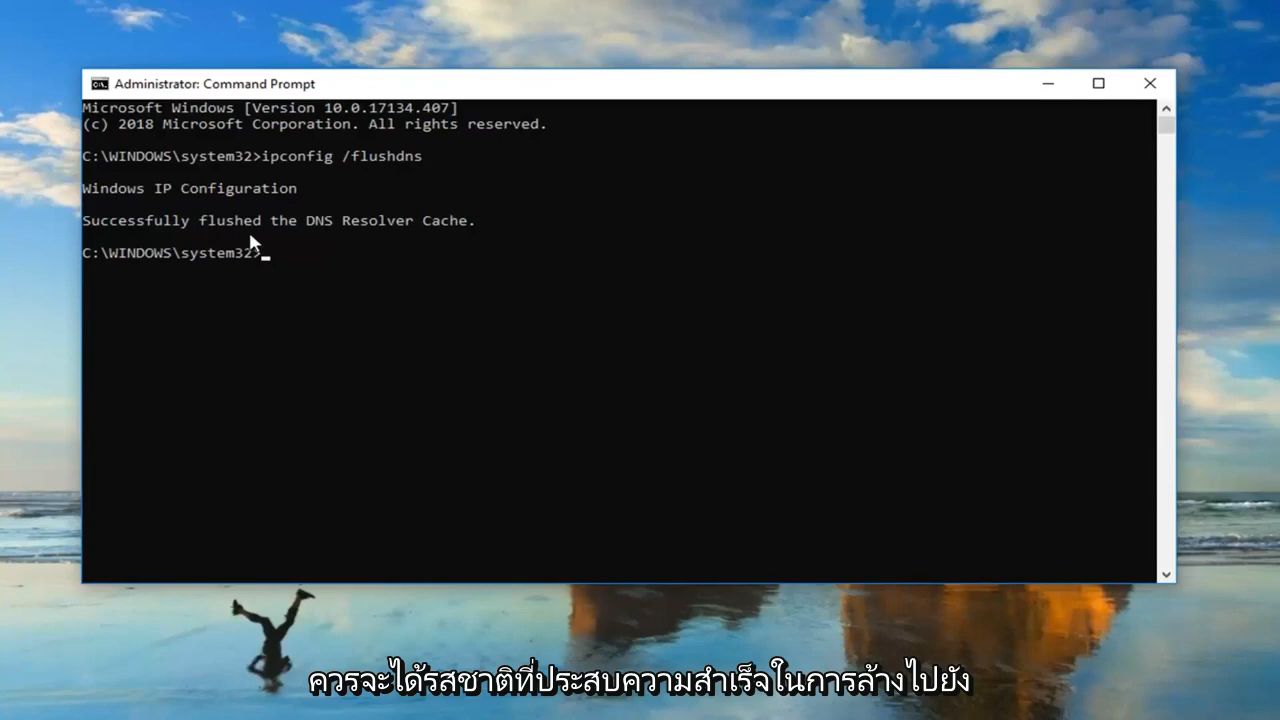 Administrator: Command Prompt
Microsoft Windows [Version 10.0.17134.407]
(c) 2018 Microsoft Corporation. All rights reserved.
C:\WINDOWS\system32>ipconfig /flushdns
Windows IP Configuration
Successfully flushed the DNS Resolver Cache.
C:\WINDOWS\system32>
ควรจะได้รสชาติที่ประสบความสำเร็จในการล้างไปยัง